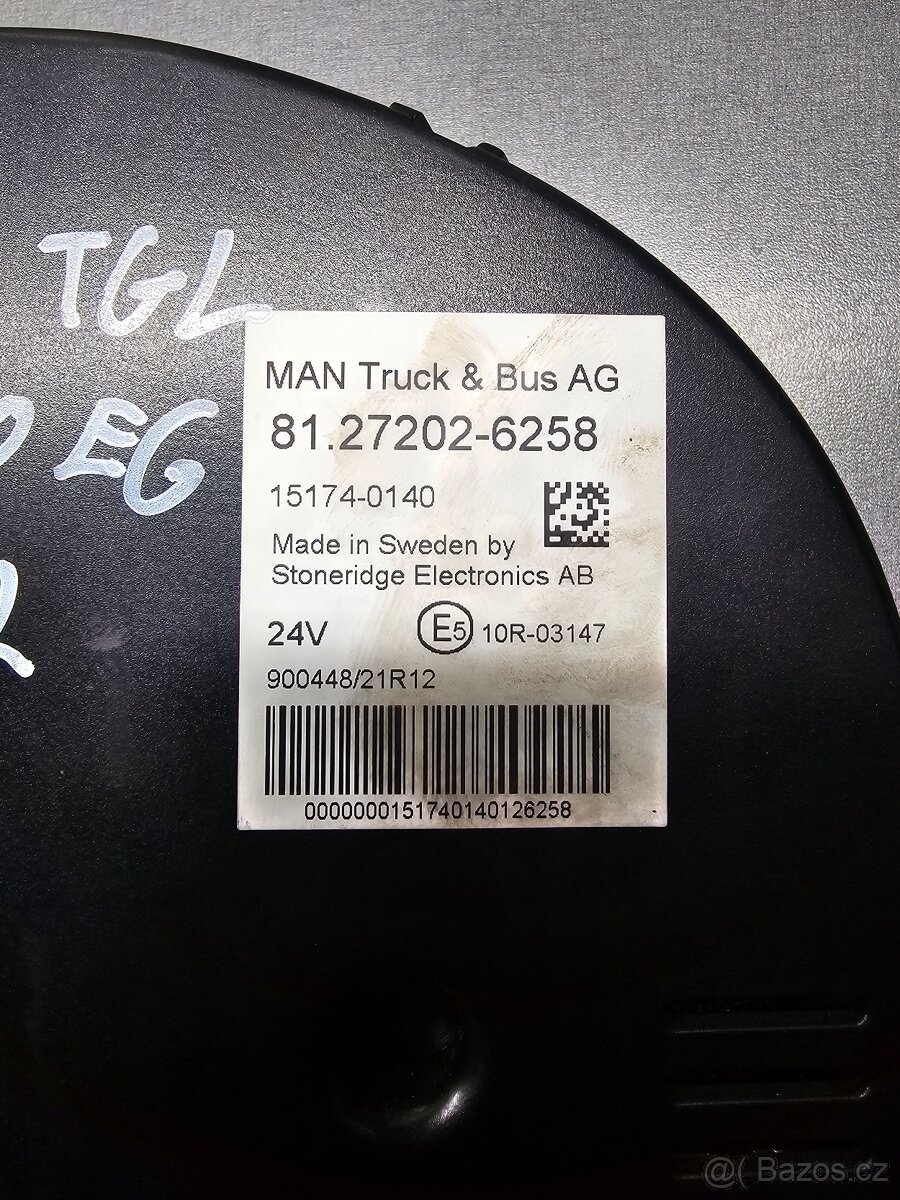 TGL
EG
MAN Truck & Bus AG
81.27202-6258
15174-0140
Made in Sweden by
Stoneridge Electronics AB
24V E5 10R-03147
900448/21R12
0000000151740140126258
@( Bazos.cz